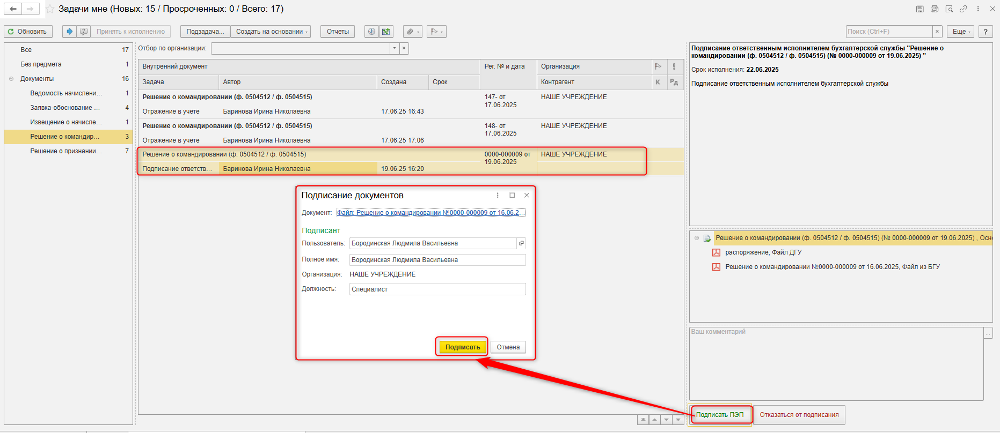 Задачи мне (Новых: 15 / Просроченных: 0 / Всего: 17)
Обновить
Принять к исполнению
Подзадача...
Создать на основании
Отчеты
Поиск (Ctrl+F)
×
Еще
?
Все 17
Без предмета 1
Документы 16
Ведомость начислени... 1
Заявка-обоснование ... 4
Извещение о начисле... 1
Решение о командир... 3
Решение о признании... 7
Отбор по организации:
×
Внутренний документ Рег. № и дата Организация
Задача Автор Создана Срок Контрагент К Рд
Решение о командировании (ф. 0504512 / ф. 0504515) 147- от НАШЕ УЧРЕЖДЕНИЕ
17.06.2025
Отражение в учете Баринова Ирина Николаевна 17.06.25 16:43
Решение о командировании (ф. 0504512 / ф. 0504515) 148- от НАШЕ УЧРЕЖДЕНИЕ
17.06.2025
Отражение в учете Баринова Ирина Николаевна 17.06.25 17:06
Решение о командировании (ф. 0504512 / ф. 0504515) 0000-000009 от НАШЕ УЧРЕЖДЕНИЕ
19.06.2025
Подписание ответств... Баринова Ирина Николаевна 19.06.25 16:20
Подписание документов
Документ: Файл: Решение о командировании №0000-000009 от 16.06.2...
Подписант
Пользователь: Бородинская Людмила Васильевна
Полное имя: Бородинская Людмила Васильевна
Организация: НАШЕ УЧРЕЖДЕНИЕ
Должность: Специалист
Подписать
Отмена
Подписание ответственным исполнителем бухгалтерской службы "Решение о
командировании (ф. 0504512 / ф. 0504515) (№ 0000-000009 от 19.06.2025) "
Срок исполнения: 22.06.2025
Подписание ответственным исполнителем бухгалтерской службы
Решение о командировании (ф. 0504512 / ф. 0504515) (№ 0000-000009 от 19.06.2025) , Осно
распоряжение, Файл ДГУ
Решение о командировании №0000-000009 от 16.06.2025, Файл из БГУ
Ваш комментарий
...
Подписать ПЭП
Отказаться от подписания